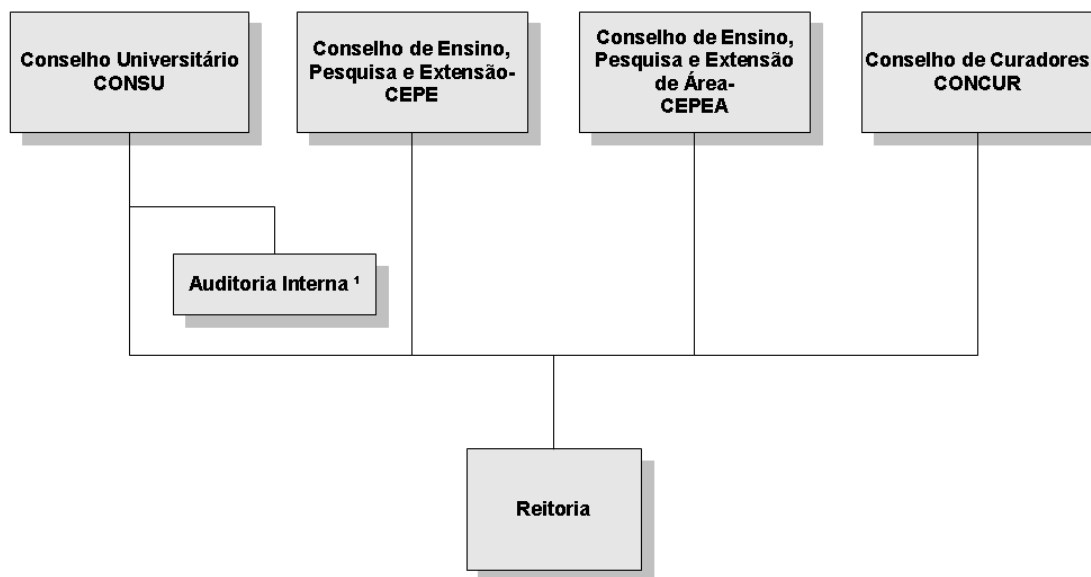 Conselho Universitário
CONSU
Conselho de Ensino,
Pesquisa e Extensão-
CEPE
Conselho de Ensino,
Pesquisa e Extensão
de Área-
CEPEA
Conselho de Curadores
CONCUR
Auditoria Interna ¹
Reitoria